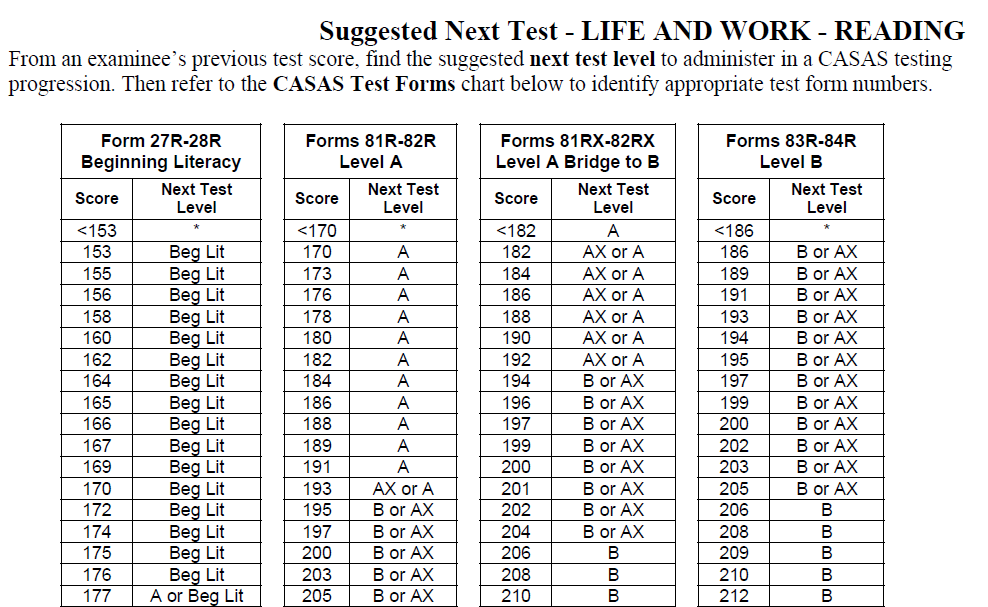 Suggested Next Test - LIFE AND WORK - READING
From an examinee's previous test score, find the suggested next test level to administer in a CASAS testing
progression. Then refer to the CASAS Test Forms chart below to identify appropriate test form numbers.
Form 27R-28R
Beginning Literacy
Score Next Test Level
<153 *
153 Beg Lit
155 Beg Lit
156 Beg Lit
158 Beg Lit
160 Beg Lit
162 Beg Lit
164 Beg Lit
165 Beg Lit
166 Beg Lit
167 Beg Lit
169 Beg Lit
170 Beg Lit
172 Beg Lit
174 Beg Lit
175 Beg Lit
176 Beg Lit
177 A or Beg Lit
Forms 81R-82R
Level A
Score Next Test Level
<170 *
170 A
173 A
176 A
178 A
180 A
182 A
184 A
186 A
188 A
189 A
191 A
193 AX or A
195 B or AX
197 B or AX
200 B or AX
203 B or AX
205 B or AX
Forms 81RX-82RX
Level A Bridge to B
Score Next Test Level
<182 A
182 AX or A
184 AX or A
186 AX or A
188 AX or A
190 AX or A
192 AX or A
194 B or AX
196 B or AX
197 B or AX
199 B or AX
200 B or AX
201 B or AX
202 B or AX
204 B or AX
206 B
208 B
210 B
Forms 83R-84R
Level B
Score Next Test Level
<186 *
186 B or AX
189 B or AX
191 B or AX
193 B or AX
194 B or AX
195 B or AX
197 B or AX
199 B or AX
200 B or AX
202 B or AX
203 B or AX
205 B or AX
206 B
208 B
209 B
210 B
212 B